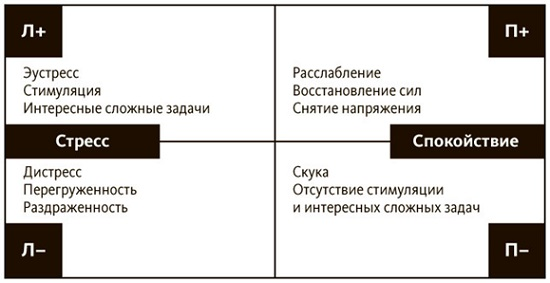 Л+
П+
Эустресс
Стимуляция
Интересные сложные задачи
Расслабление
Восстановление сил
Снятие напряжения
Стресс
Спокойствие
Дистресс
Перегруженность
Раздраженность
Скука
Отсутствие стимуляции
и интересных сложных задач
Л−
П−